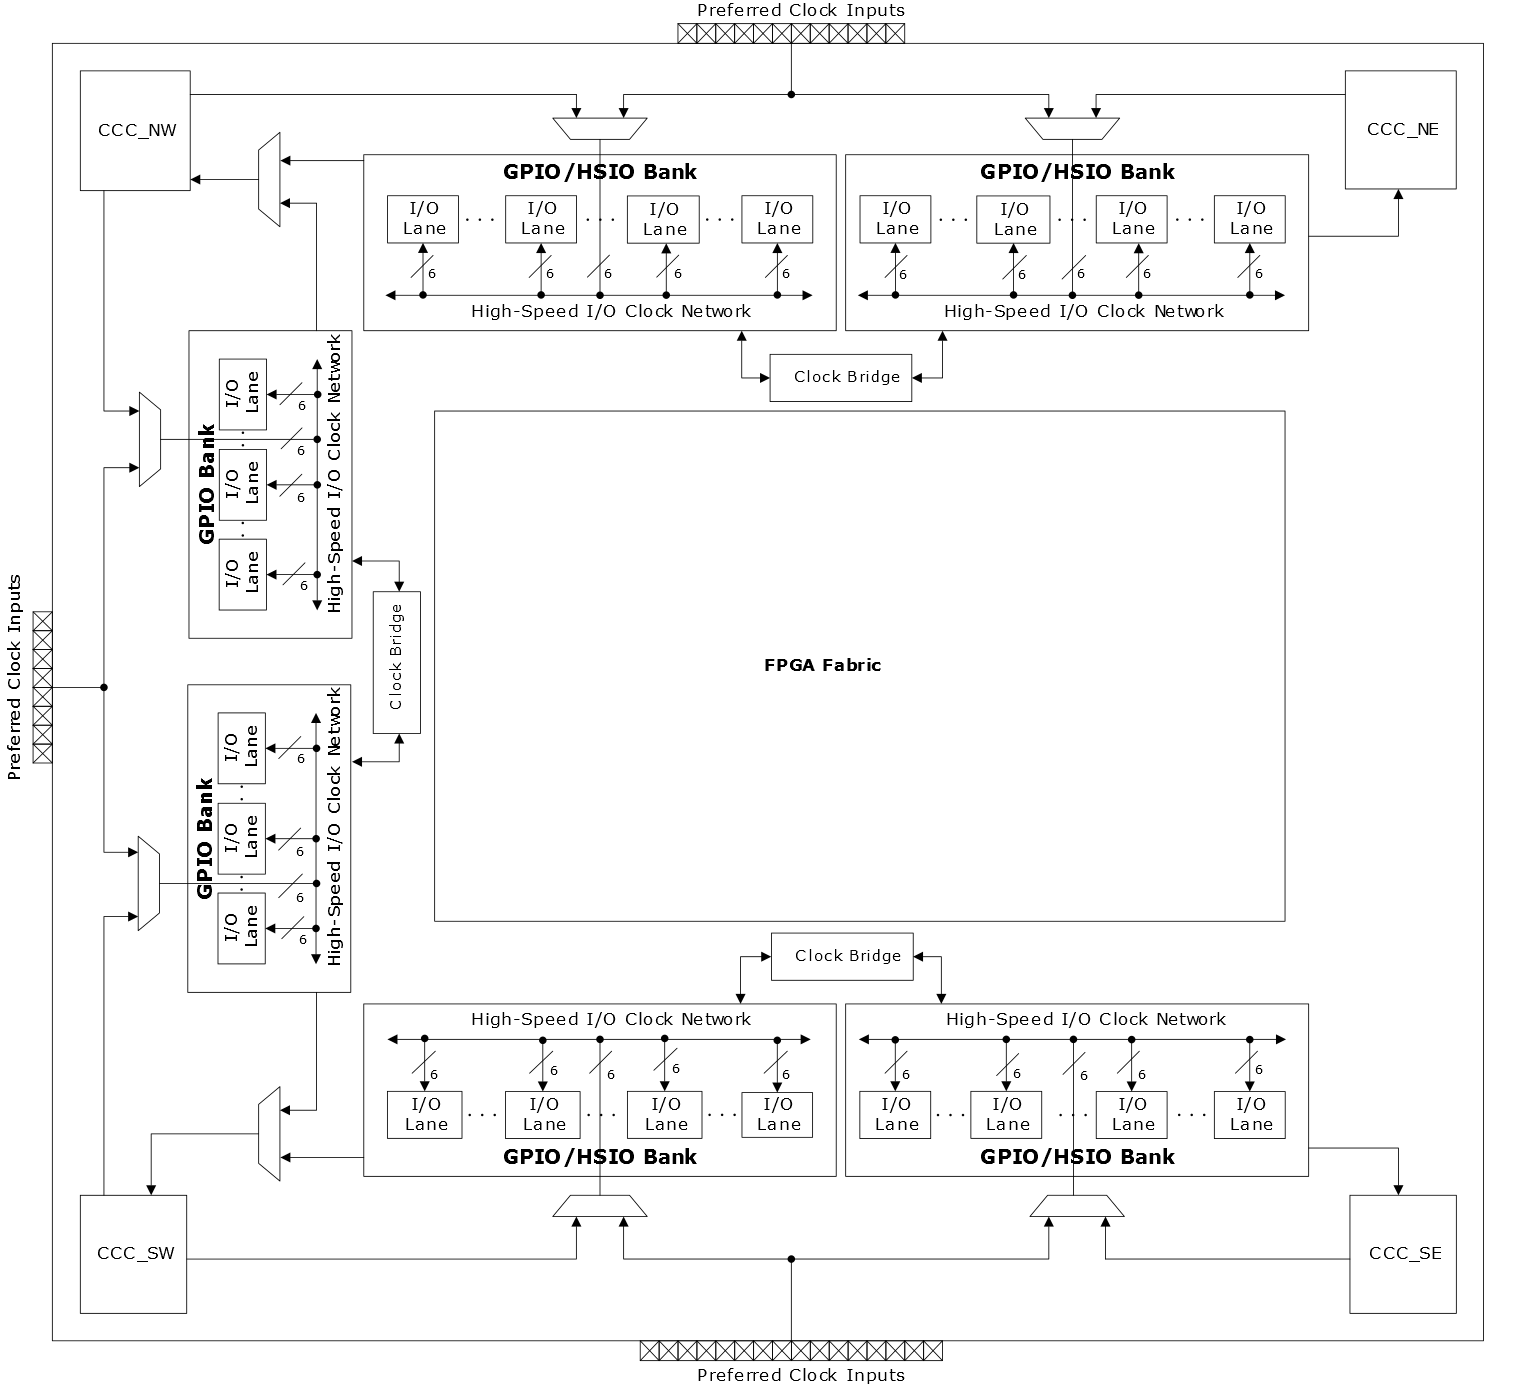 Preferred Clock Inputs
CCC_NW
CCC_NE
GPIO/HSIO Bank
I/O
Lane
. . .
I/O
Lane
. . .
I/O
Lane
. . .
I/O
Lane
6
6
6
6
6
High-Speed I/O Clock Network
GPIO/HSIO Bank
I/O
Lane
. . .
I/O
Lane
. . .
I/O
Lane
. . .
I/O
Lane
6
6
6
6
6
High-Speed I/O Clock Network
Clock Bridge
GPIO Bank
I/O
Lane
I/O
Lane
I/O
Lane
6
6
6
6
High-Speed I/O Clock Network
Clock Bridge
FPGA Fabric
Preferred Clock Inputs
GPIO Bank
I/O
Lane
I/O
Lane
I/O
Lane
6
6
6
6
High-Speed I/O Clock Network
Clock Bridge
High-Speed I/O Clock Network
6
6
6
6
6
I/O
Lane
. . .
I/O
Lane
. . .
I/O
Lane
. . .
I/O
Lane
GPIO/HSIO Bank
High-Speed I/O Clock Network
6
6
6
6
6
I/O
Lane
. . .
I/O
Lane
. . .
I/O
Lane
. . .
I/O
Lane
GPIO/HSIO Bank
CCC_SW
CCC_SE
Preferred Clock Inputs